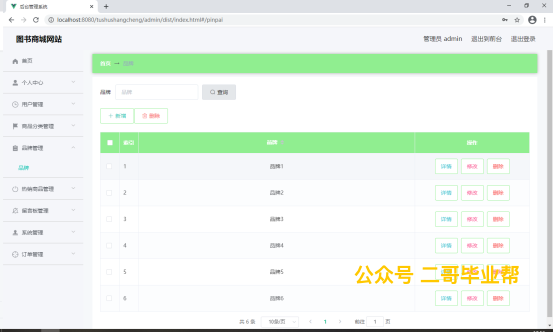 后台管理系统
localhost:8080/tushushangcheng/admin/dist/index.html#/pinpai
图书商城网站
管理员 admin 退出到前台 退出登录
首页
个人中心
用户管理
商品分类管理
品牌管理
品牌
热销商品管理
留言板管理
系统管理
订单管理
首页 品牌
品牌 品牌 查询
+ 新增 删除
索引 品牌 操作
1 品牌1 详情 修改 删除
2 品牌2 详情 修改 删除
3 品牌3 详情 修改 删除
4 品牌4 详情 修改 删除
5 品牌5 详情 修改 删除
6 品牌6 详情 修改 删除
公众号 二哥毕业帮
共 6 条 10条/页 1 前往 1 页